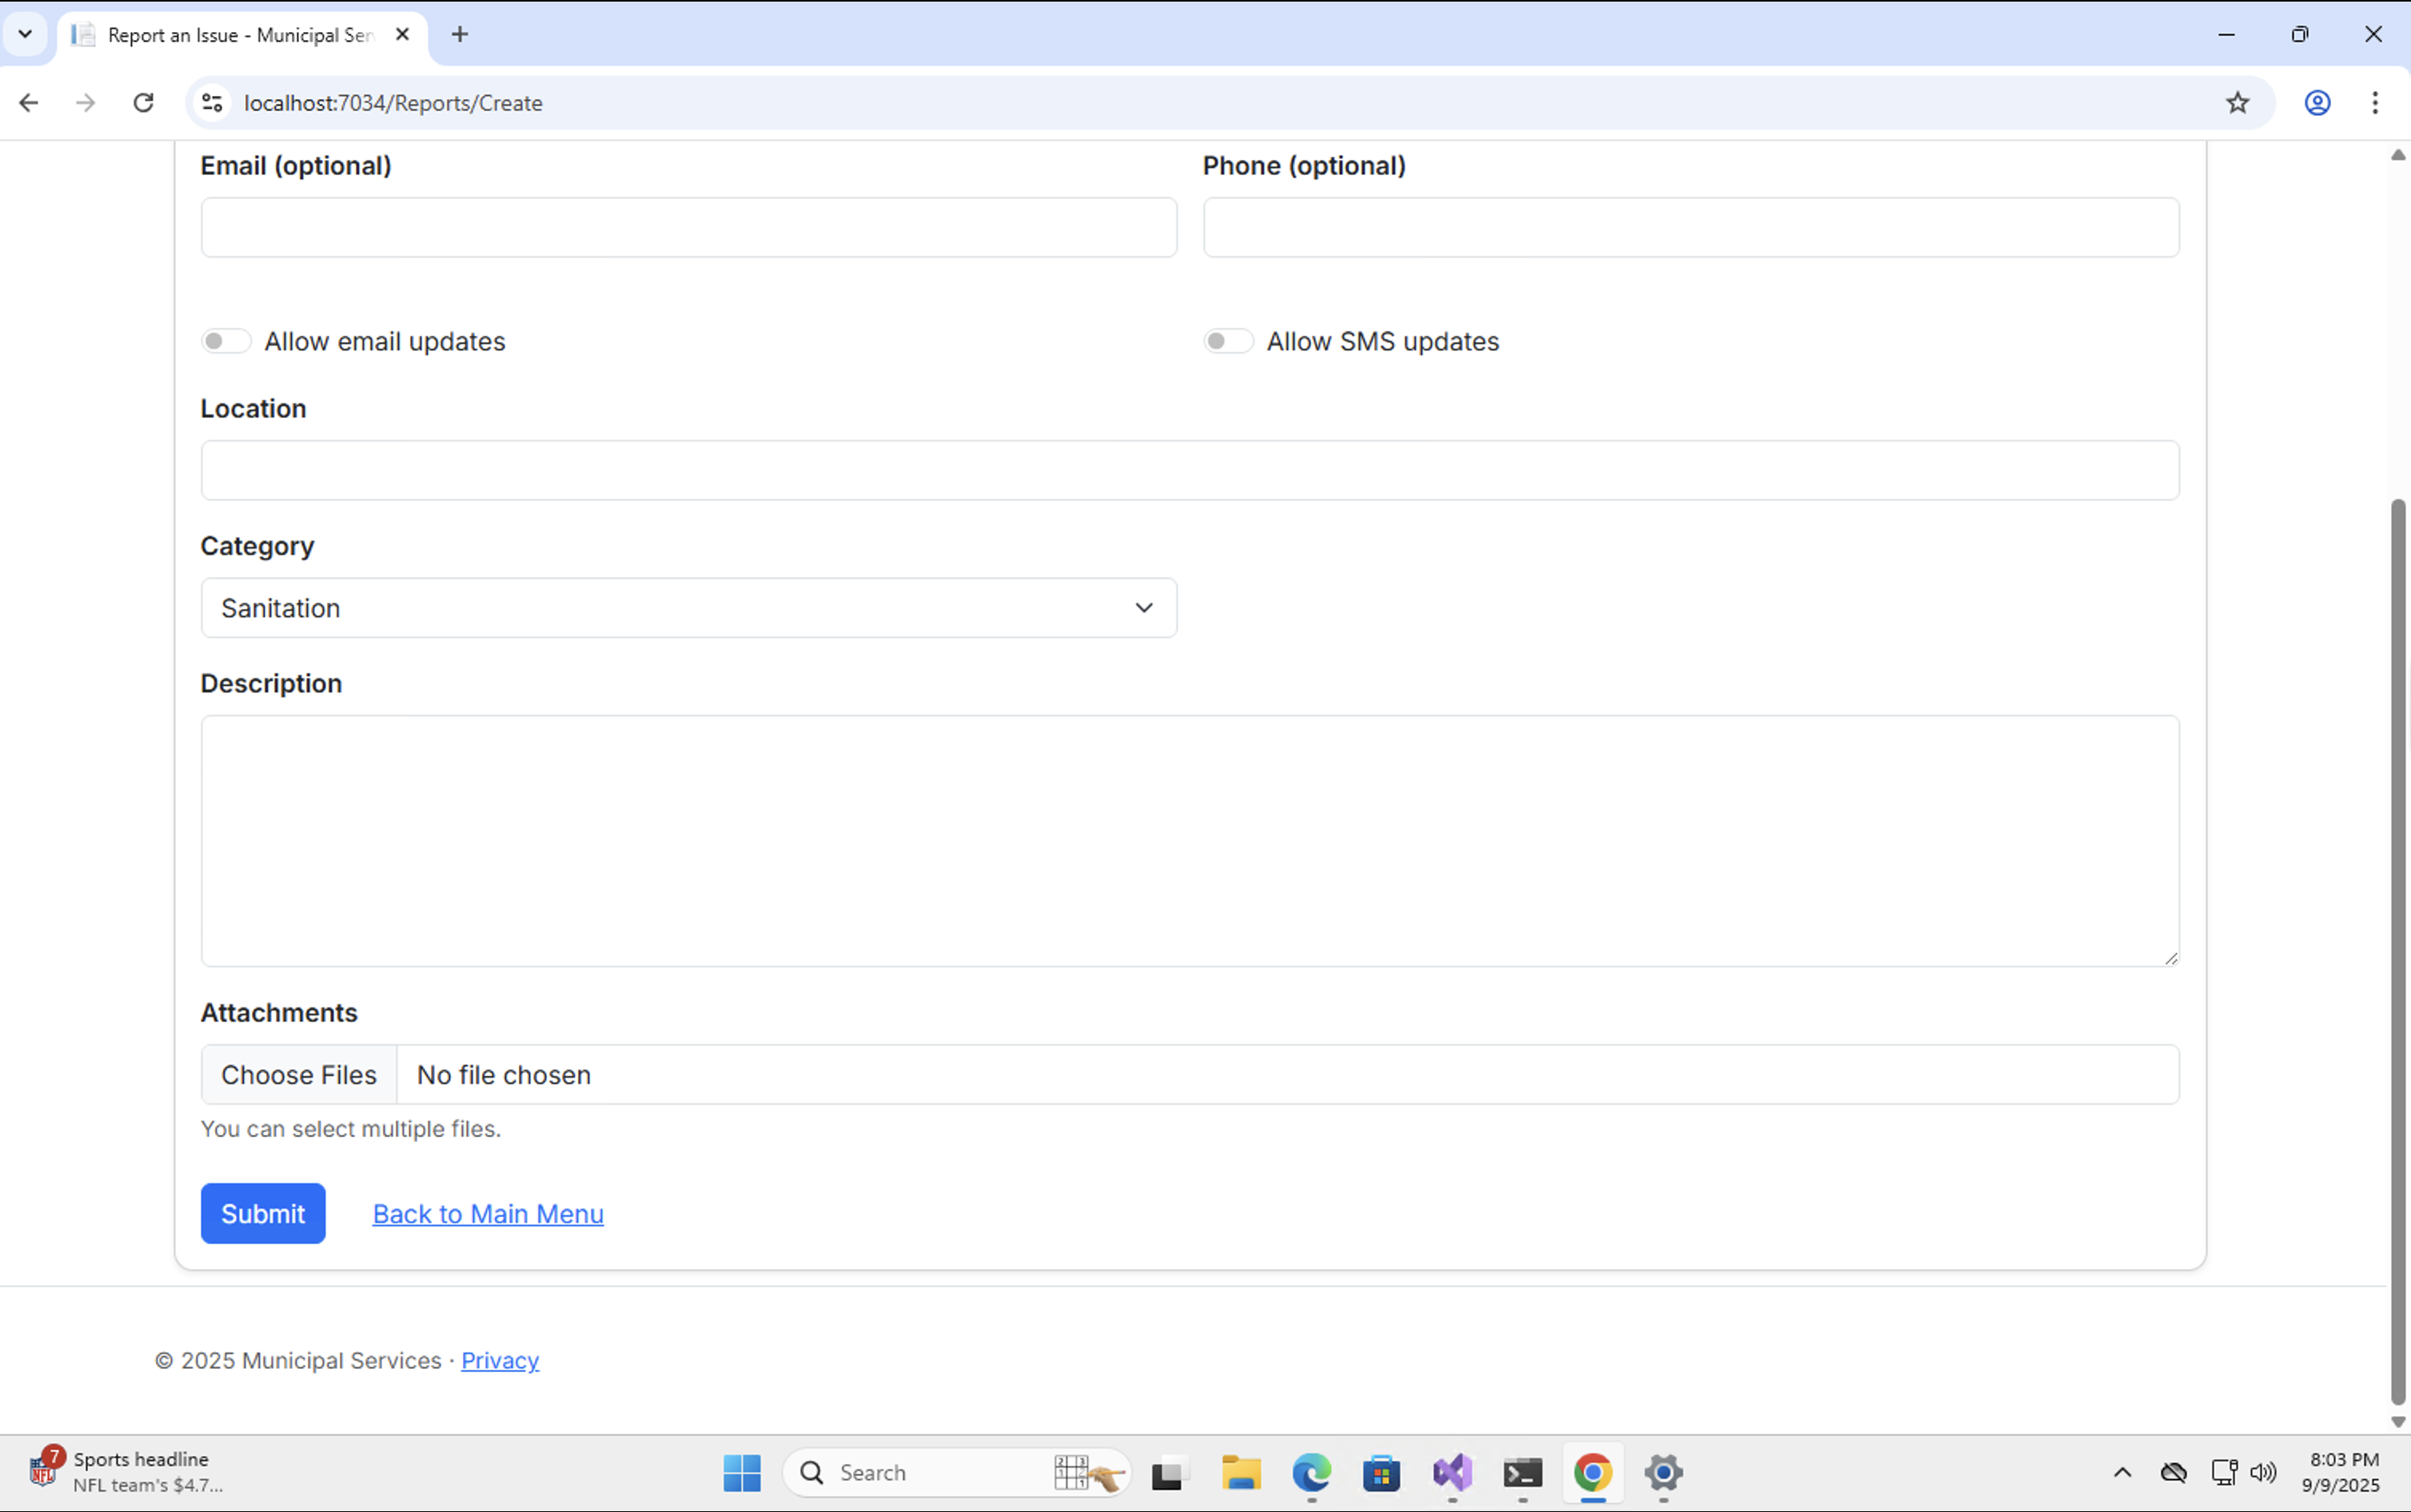 Report an Issue - Municipal Ser
localhost:7034/Reports/Create
Email (optional)
Phone (optional)
Allow email updates
Allow SMS updates
Location
Category
Sanitation
Description
Attachments
Choose Files
No file chosen
You can select multiple files.
Submit
Back to Main Menu
© 2025 Municipal Services · Privacy
7
NFL
Sports headline
NFL team's $4.7...
Search
8:03 PM
9/9/2025